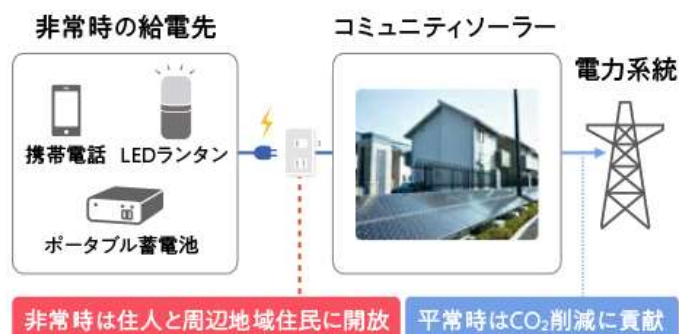 非常時の給電先
コミュニティソーラー
電力系統
携帯電話
LEDランタン
ポータブル蓄電池
非常時は住人と周辺地域住民に開放
平常時はCO₂削減に貢献